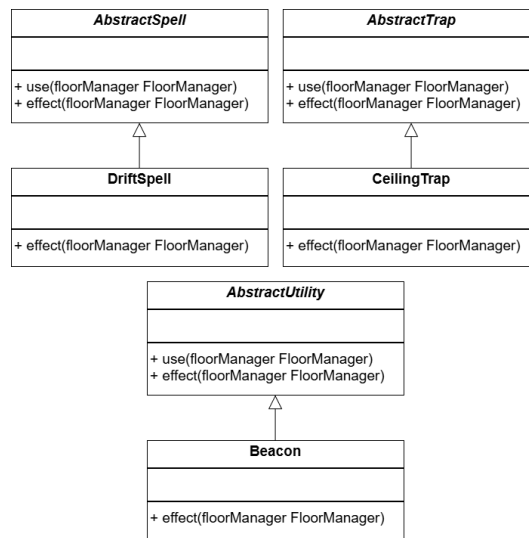 AbstractSpell
+ use(floorManager FloorManager)
+ effect(floorManager FloorManager)
DriftSpell
+ effect(floorManager FloorManager)
AbstractTrap
+ use(floorManager FloorManager)
+ effect(floorManager FloorManager)
CeilingTrap
+ effect(floorManager FloorManager)
AbstractUtility
+ use(floorManager FloorManager)
+ effect(floorManager FloorManager)
Beacon
+ effect(floorManager FloorManager)